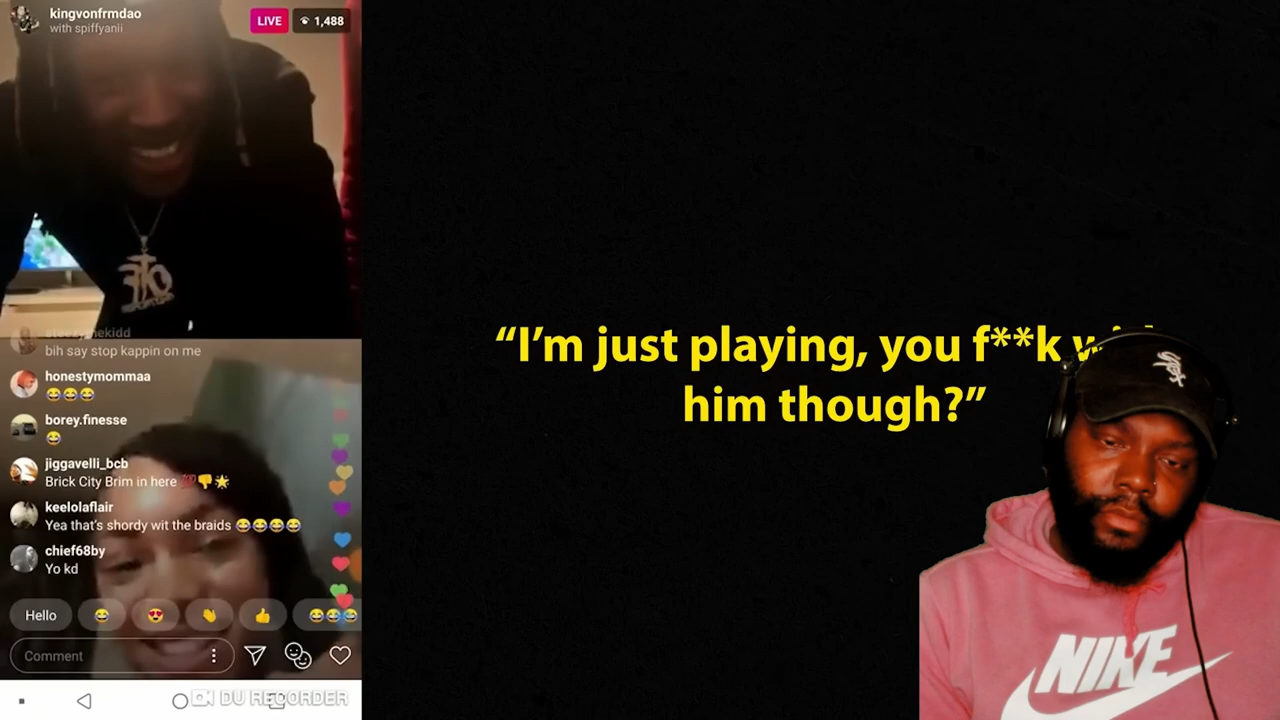 kingvonfrmdao
with spiffyanii
LIVE
1,488
bih say stop kappin on me
honestymommaa
😂😂😂
borey.finesse
😂
jiggavelli_bcb
Brick City Brim in here 💯👎🌟
keelolaflair
Yea that's shordy wit the braids 😂😂😂😂
chief68by
Yo kd
Hello
Comment
DU RECORDER
“I’m just playing, you f**k
him though?”
Sox
NIKE